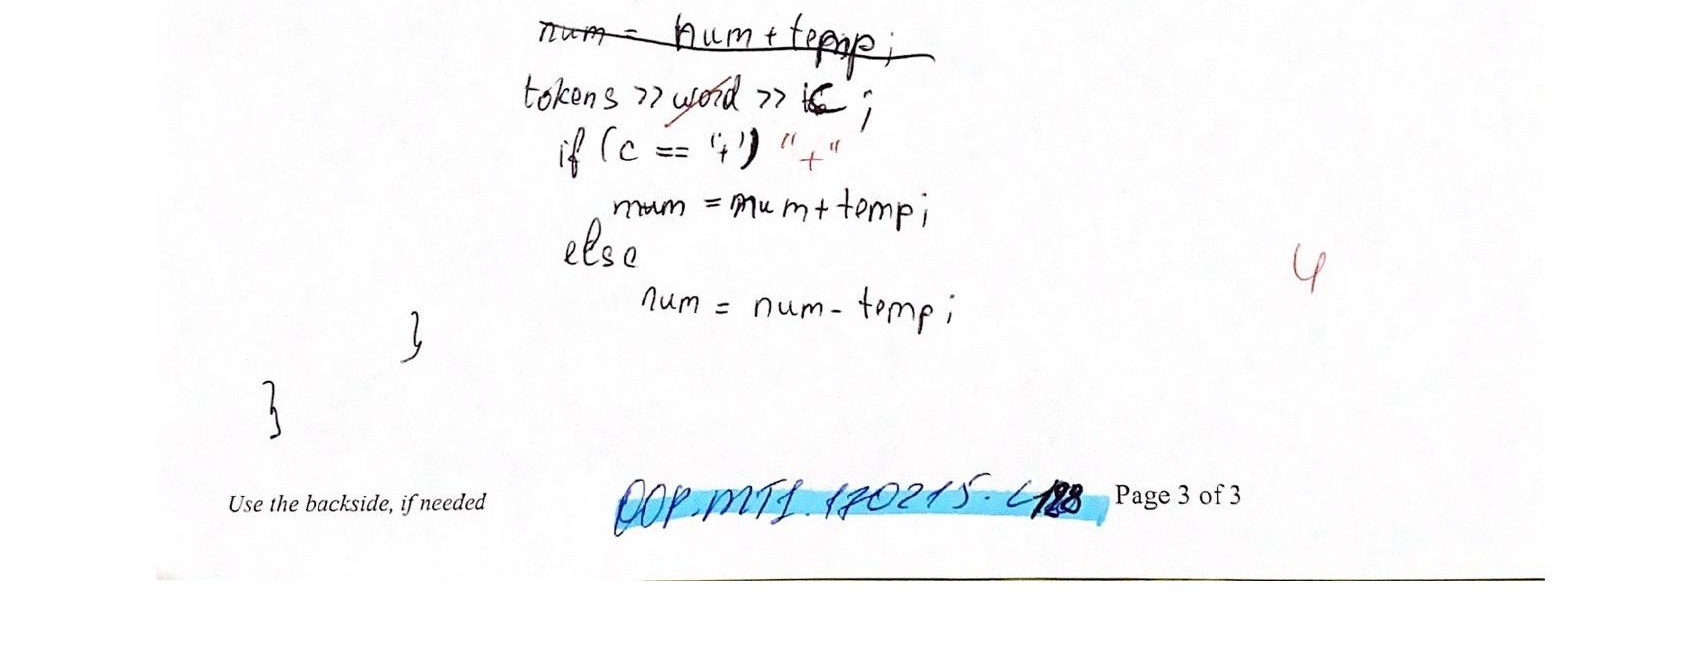 num = num + temp;
tokens >> word >> c ;
if (c == '+') "+"
num = num + temp;
else
num = num - temp;
4
}
}
Use the backside, if needed OOP.MT1.170215. Page 3 of 3